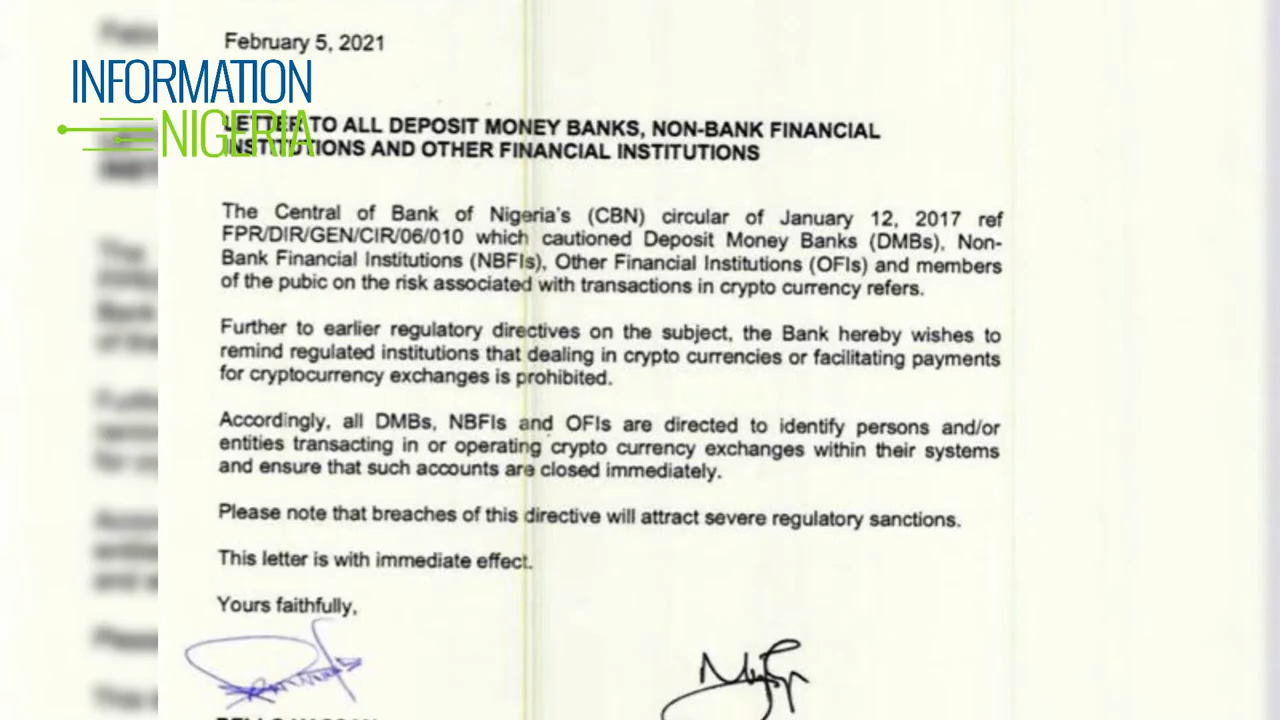 February 5, 2021
INFORMATION
NIGERIA
LETTER TO ALL DEPOSIT MONEY BANKS, NON-BANK FINANCIAL
INSTITUTIONS AND OTHER FINANCIAL INSTITUTIONS
The Central of Bank of Nigeria's (CBN) circular of January 12, 2017 ref
FPR/DIR/GEN/CIR/06/010 which cautioned Deposit Money Banks (DMBs), Non-
Bank Financial Institutions (NBFIs), Other Financial Institutions (OFIs) and members
of the pubic on the risk associated with transactions in crypto currency refers.
Further to earlier regulatory directives on the subject, the Bank hereby wishes to
remind regulated institutions that dealing in crypto currencies or facilitating payments
for cryptocurrency exchanges is prohibited.
Accordingly, all DMBs, NBFIs and OFIs are directed to identify persons and/or
entities transacting in or operating crypto currency exchanges within their systems
and ensure that such accounts are closed immediately.
Please note that breaches of this directive will attract severe regulatory sanctions.
This letter is with immediate effect.
Yours faithfully,